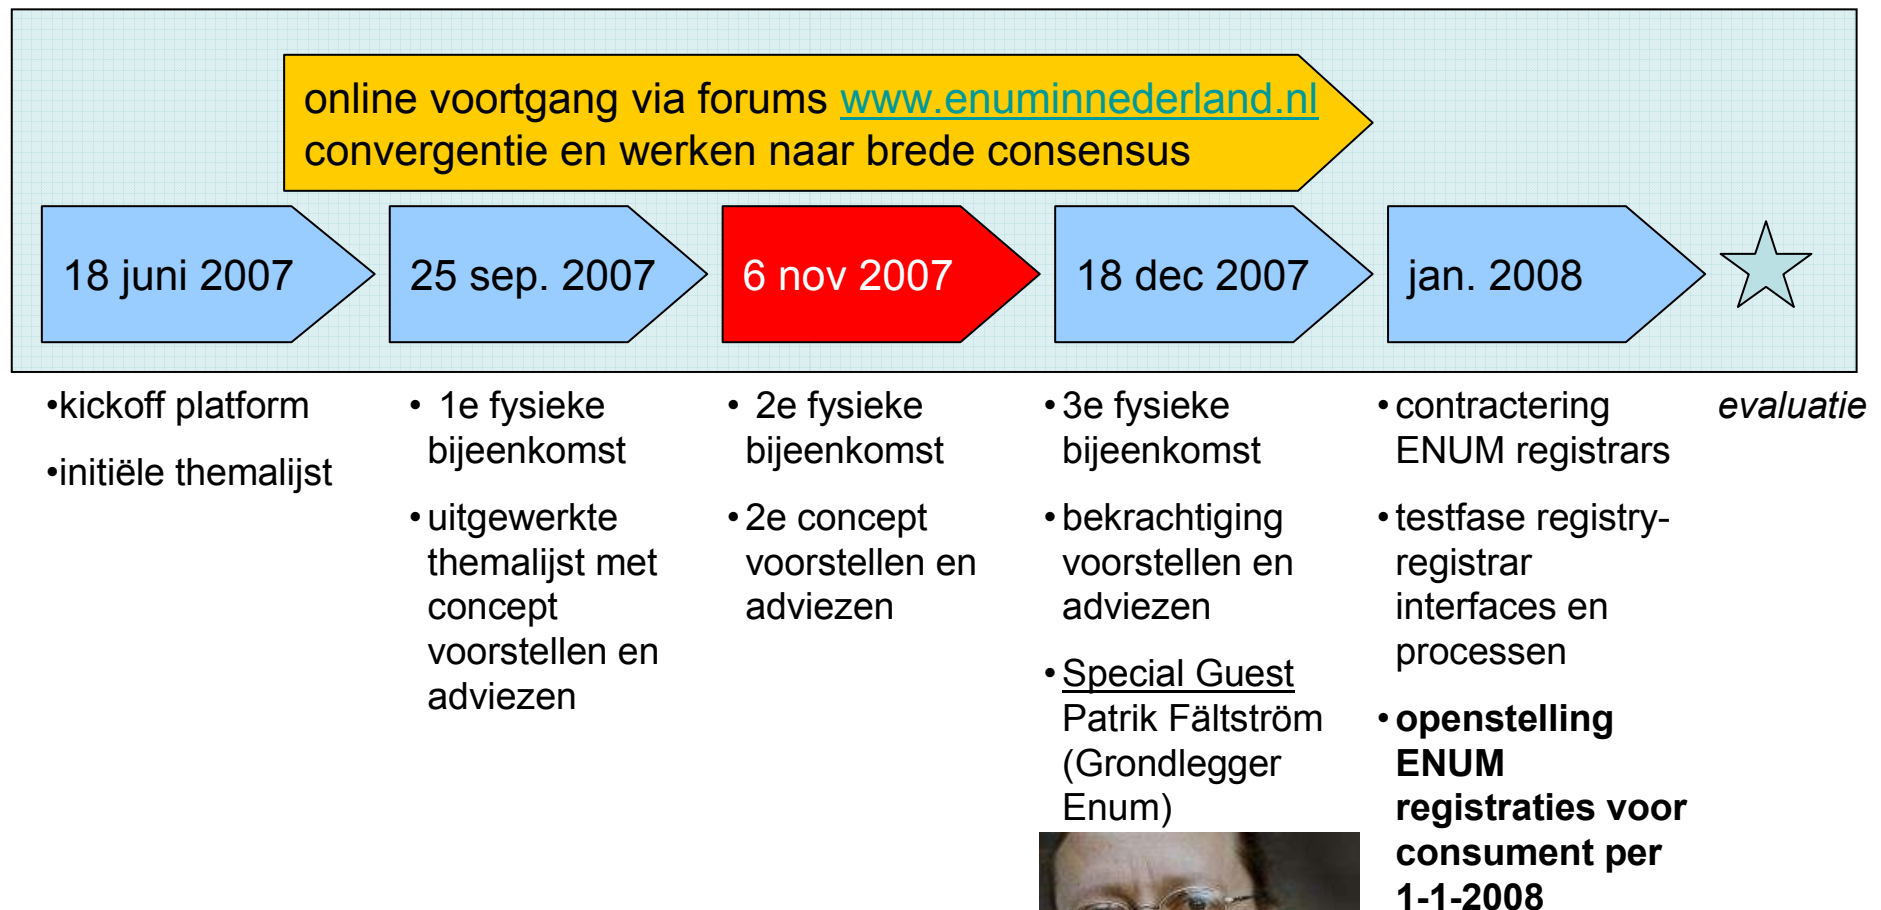 online voortgang via forums www.enuminnederland.nl
convergentie en werken naar brede consensus
18 juni 2007
25 sep. 2007
6 nov 2007
18 dec 2007
jan. 2008
•kickoff platform
•initiële themalijst
• 1e fysieke
bijeenkomst
•uitgewerkte
themalijst met
concept
voorstellen en
adviezen
• 2e fysieke
bijeenkomst
•2e concept
voorstellen en
adviezen
•3e fysieke
bijeenkomst
•bekrachtiging
voorstellen en
adviezen
•Special Guest
Patrik Fältström
(Grondlegger
Enum)
•contractering
ENUM registrars
•testfase registry-
registrar
interfaces en
processen
•openstelling
ENUM
registraties voor
consument per
1-1-2008
evaluatie